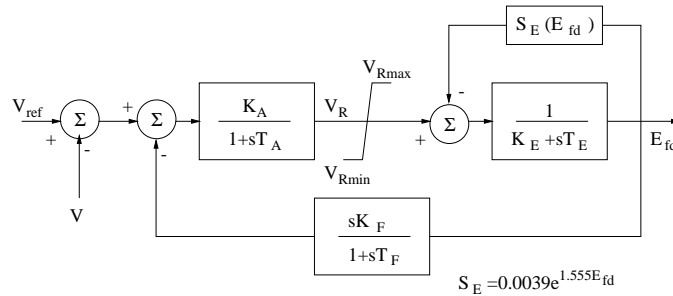 S_E(E_fd)
V_Rmax
-
V_ref
+
-
Σ
+
-
Σ
K_A
1+sT_A
V_R
+
-
Σ
1
K_E+sT_E
E_fd
V_Rmin
V
sK_F
1+sT_F
S_E=0.0039e^1.555E_fd